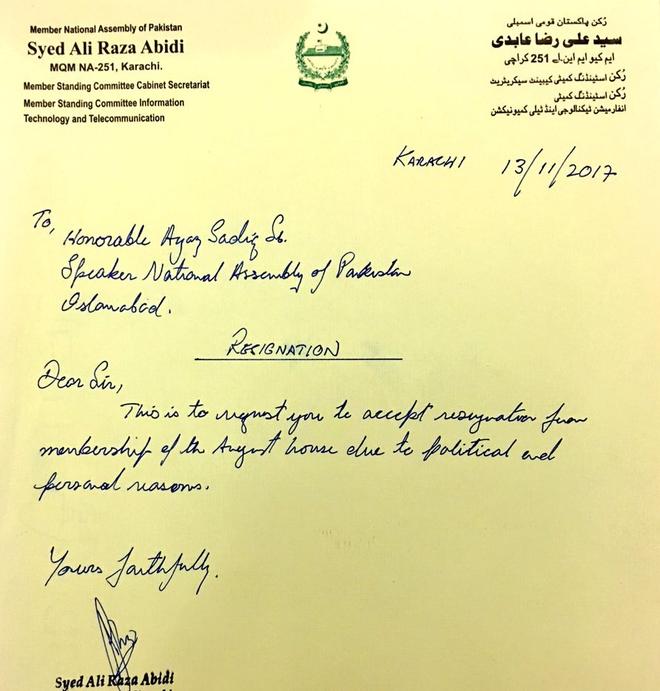 Member National Assembly of Pakistan
Syed Ali Raza Abidi
MQM NA-251, Karachi.
Member Standing Committee Cabinet Secretariat
Member Standing Committee Information
Technology and Telecommunication
رُکن پاکستان قومی اسمبلی
سید علی رضا عابدی
ایم کیو ایم این۔اے 251 کراچی
رُکن اسٹینڈنگ کمیٹی کیبینٹ سیکریٹریٹ
رُکن اسٹینڈنگ کمیٹی
انفارمیشن ٹیکنالوجی اینڈ ٹیلی کمیونیکشن
KARACHI 13/11/2017
To,
Honorable Ayaz Sadiq Sb.
Speaker National Assembly of Pakistan
Islamabad.
RESIGNATION
Dear Sir,
This is to request you to accept resignation from
membership of the August house due to political and
personal reasons.
Yours faithfully.
Syed Ali Raza Abidi